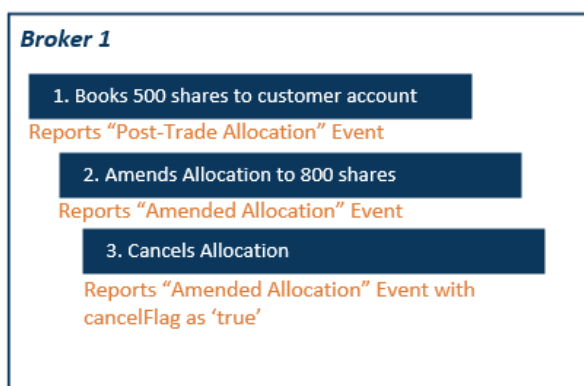 Broker 1
1. Books 500 shares to customer account
Reports “Post-Trade Allocation” Event
2. Amends Allocation to 800 shares
Reports “Amended Allocation” Event
3. Cancels Allocation
Reports “Amended Allocation” Event with
cancelFlag as ‘true’